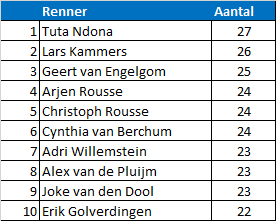 Renner Aantal
1 Tuta Ndona 27
2 Lars Kammers 26
3 Geert van Engelgom 25
4 Arjen Rousse 24
5 Christoph Rousse 24
6 Cynthia van Berchum 24
7 Adri Willemstein 23
8 Alex van de Pluijm 23
9 Joke van den Dool 23
10 Erik Golverdingen 22